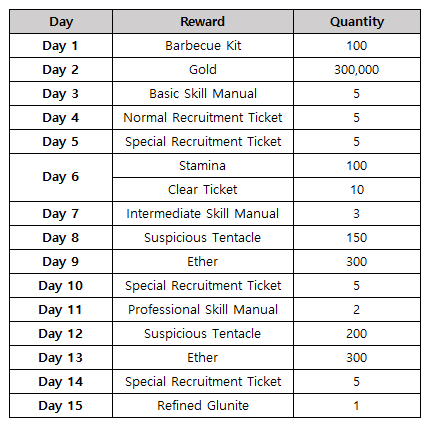 Day Reward Quantity
Day 1 Barbecue Kit 100
Day 2 Gold 300,000
Day 3 Basic Skill Manual 5
Day 4 Normal Recruitment Ticket 5
Day 5 Special Recruitment Ticket 5
Day 6 Stamina 100
Clear Ticket 10
Day 7 Intermediate Skill Manual 3
Day 8 Suspicious Tentacle 150
Day 9 Ether 300
Day 10 Special Recruitment Ticket 5
Day 11 Professional Skill Manual 2
Day 12 Suspicious Tentacle 200
Day 13 Ether 300
Day 14 Special Recruitment Ticket 5
Day 15 Refined Glunite 1